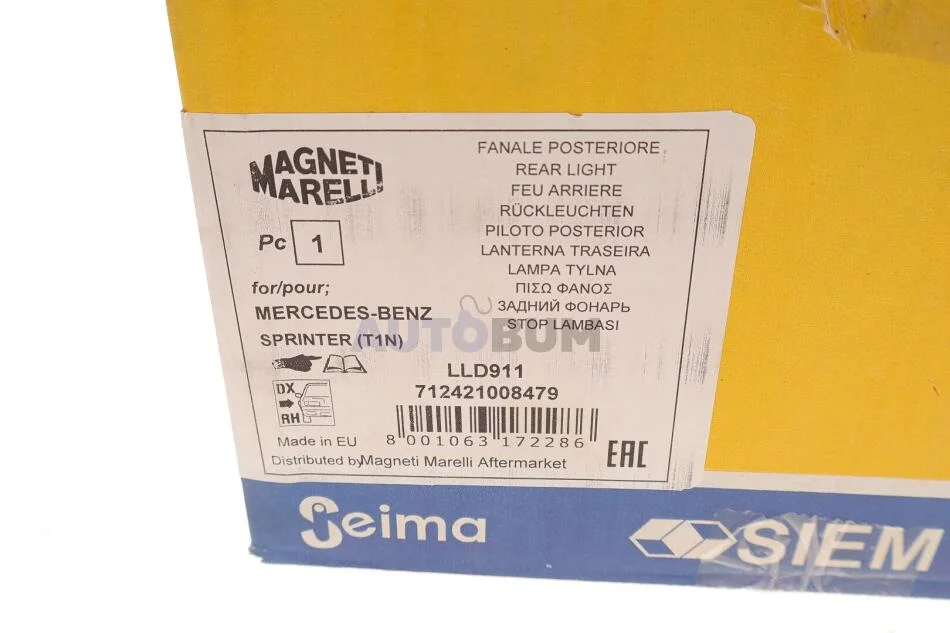 MAGNETI
MARELLI
Pc 1
for/pour;
MERCEDES-BENZ
SPRINTER (T1N)
DX
RH
Made in EU
Distributed by Magneti Marelli Aftermarket
FANALE POSTERIORE
REAR LIGHT
FEU ARRIERE
RÜCKLEUCHTEN
PILOTO POSTERIOR
LANTERNA TRASEIRA
LAMPA TYLNA
ΠΙΣΩ ΦΑΝΟΣ
ЗАДНИЙ ФОНАРЬ
STOP LAMBASI
AUTOBUM
LLD911
712421008479
8 001063 172286
EAC
Seima
SIEM